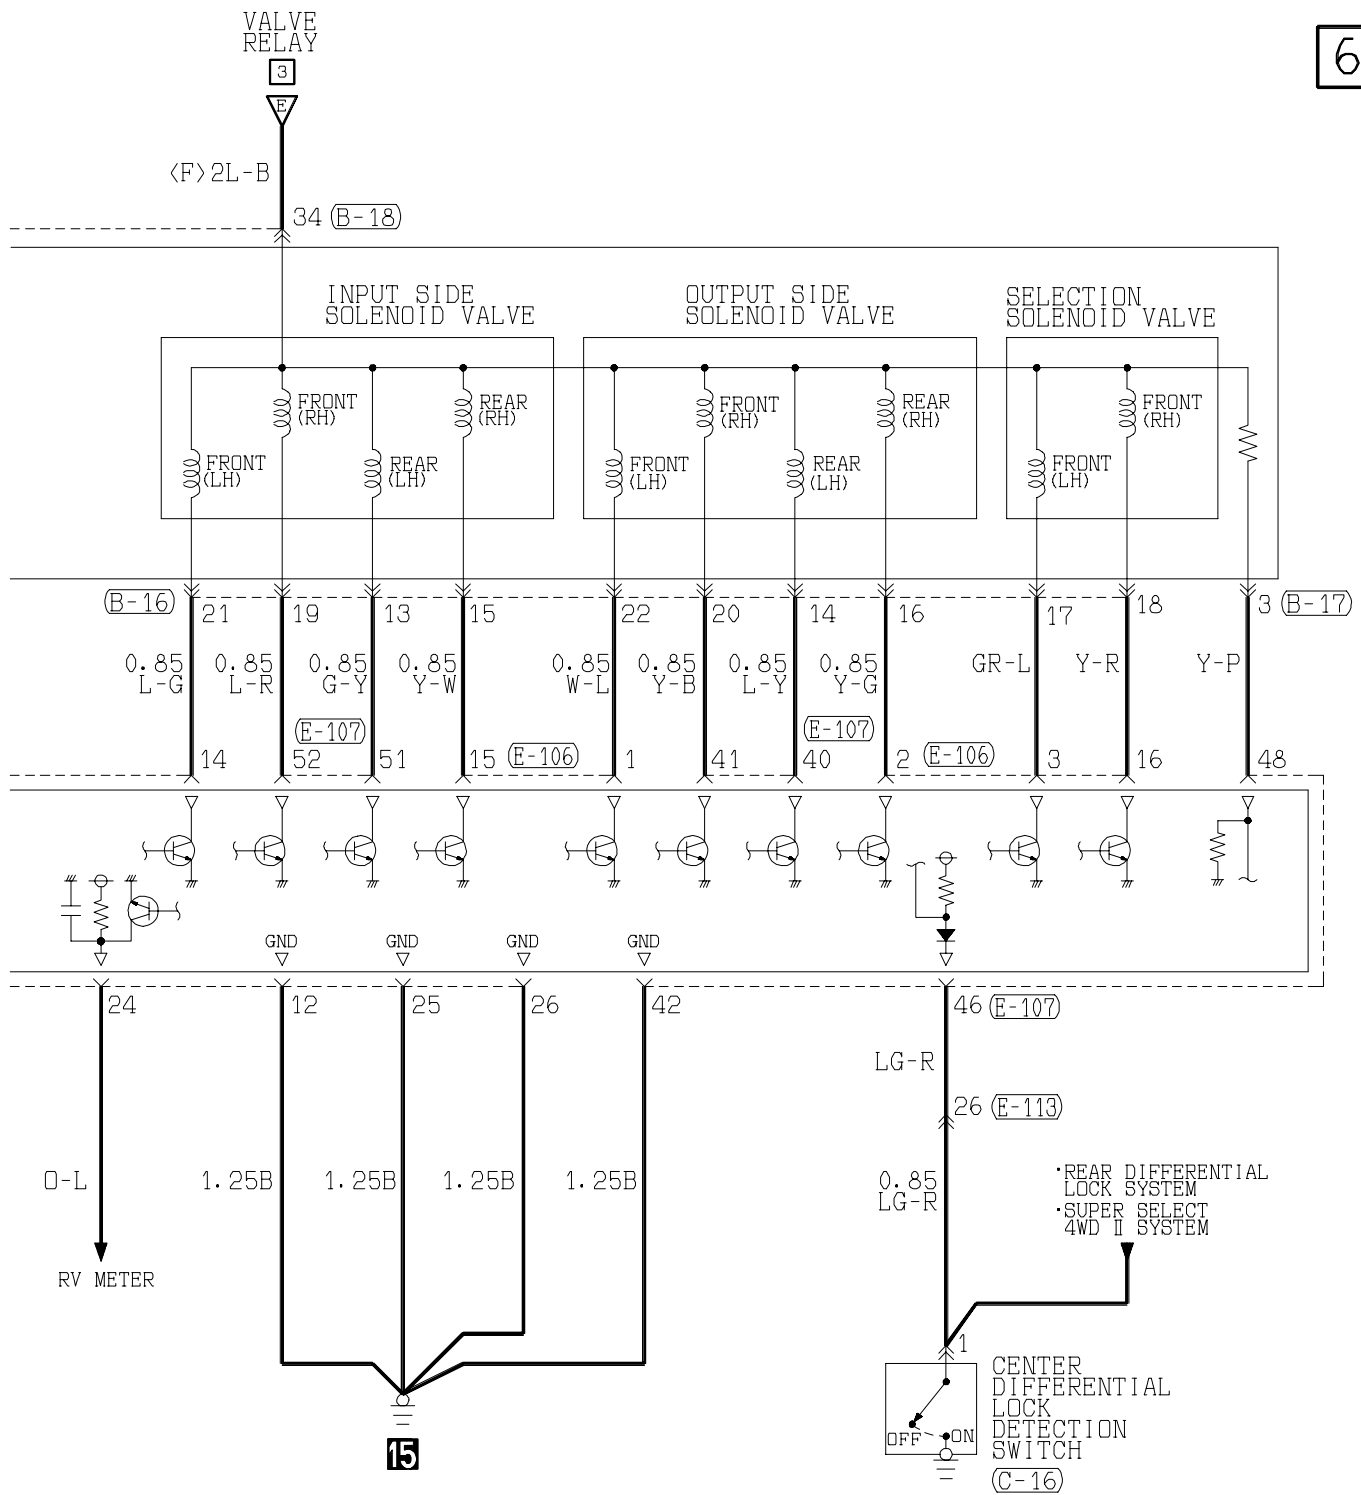 VALVE
RELAY
3
6
E
<F>2L-B
34 (B-18)
INPUT SIDE
SOLENOID VALVE
OUTPUT SIDE
SOLENOID VALVE
SELECTION
SOLENOID VALVE
FRONT
(RH)
REAR
(RH)
FRONT
(RH)
REAR
(RH)
FRONT
(RH)
FRONT
(LH)
REAR
(LH)
FRONT
(LH)
REAR
(LH)
FRONT
(LH)
B-16 21 19 13 15 22 20 14 16 17 18 3 B-17
0.85 0.85 0.85 0.85 0.85 0.85 0.85 0.85 GR-L Y-R Y-P
L-G L-R G-Y Y-W W-L Y-B L-Y Y-G
E-107 E-107
14 52 51 15 E-106 1 41 40 2 E-106 3 16 48
GND GND GND GND
24 12 25 26 42 46 E-107
LG-R
26 E-113
O-L 1.25B 1.25B 1.25B 1.25B 0.85
LG-R
·REAR DIFFERENTIAL
LOCK SYSTEM
·SUPER SELECT
4WD Ⅱ SYSTEM
RV METER
1
CENTER
DIFFERENTIAL
LOCK
DETECTION
SWITCH
OFF ON
C-16
15